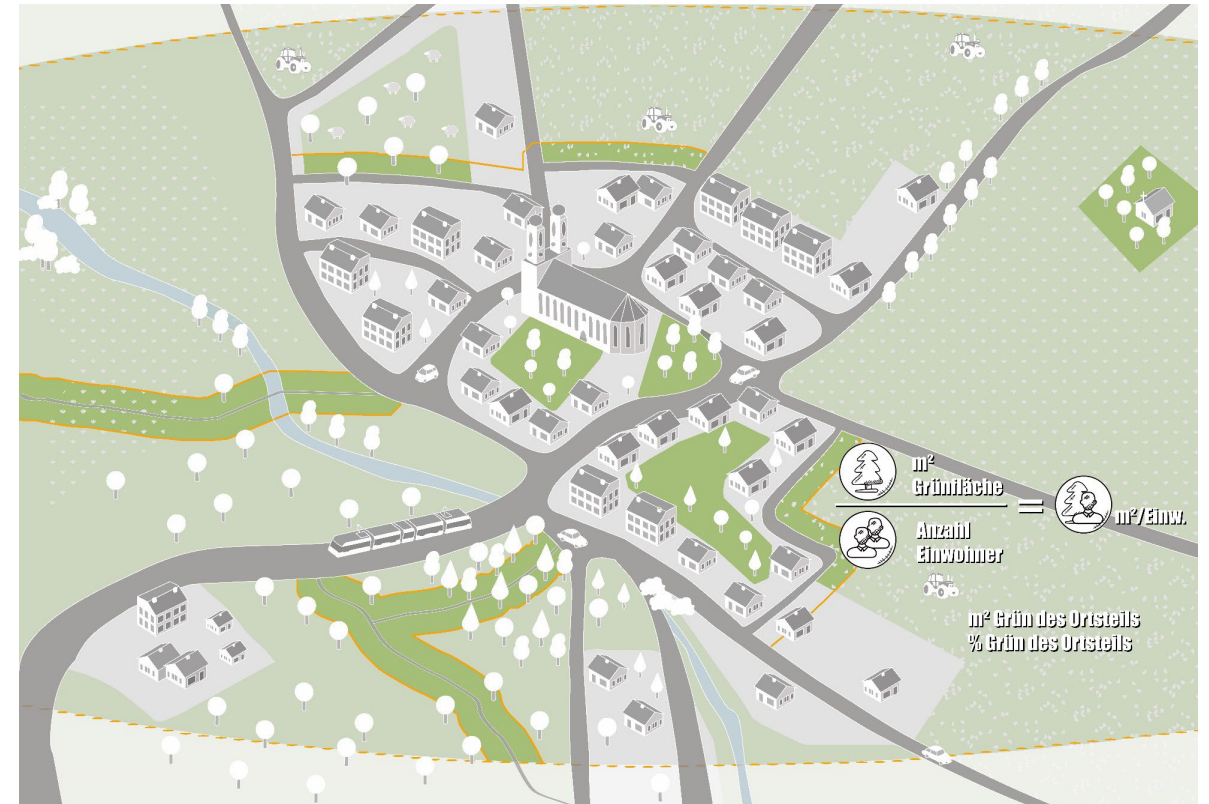 m² Grünfläche
Anzahl Einwohner
=
m²/Einw.
m² Grün des Ortsteils
% Grün des Ortsteils